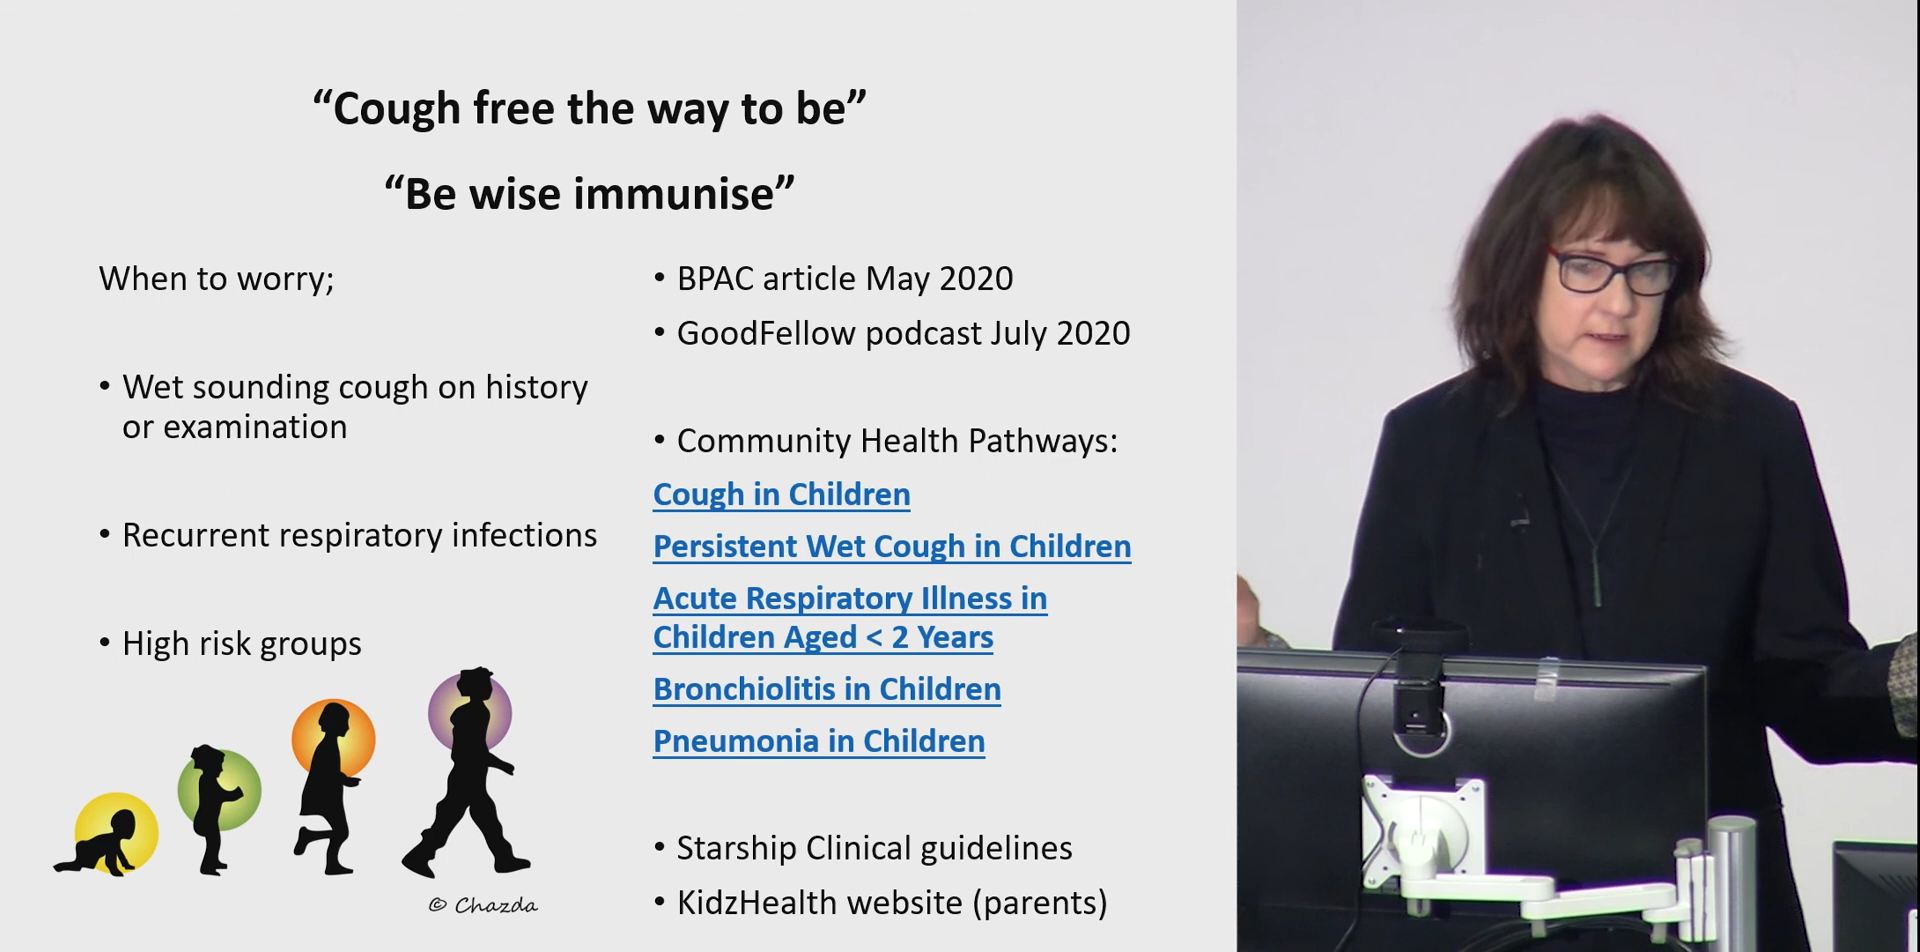 “Cough free the way to be”
“Be wise immunise”
When to worry;
• Wet sounding cough on history
or examination
• Recurrent respiratory infections
• High risk groups
© Chazda
• BPAC article May 2020
• GoodFellow podcast July 2020
• Community Health Pathways:
Cough in Children
Persistent Wet Cough in Children
Acute Respiratory Illness in
Children Aged < 2 Years
Bronchiolitis in Children
Pneumonia in Children
• Starship Clinical guidelines
• KidzHealth website (parents)